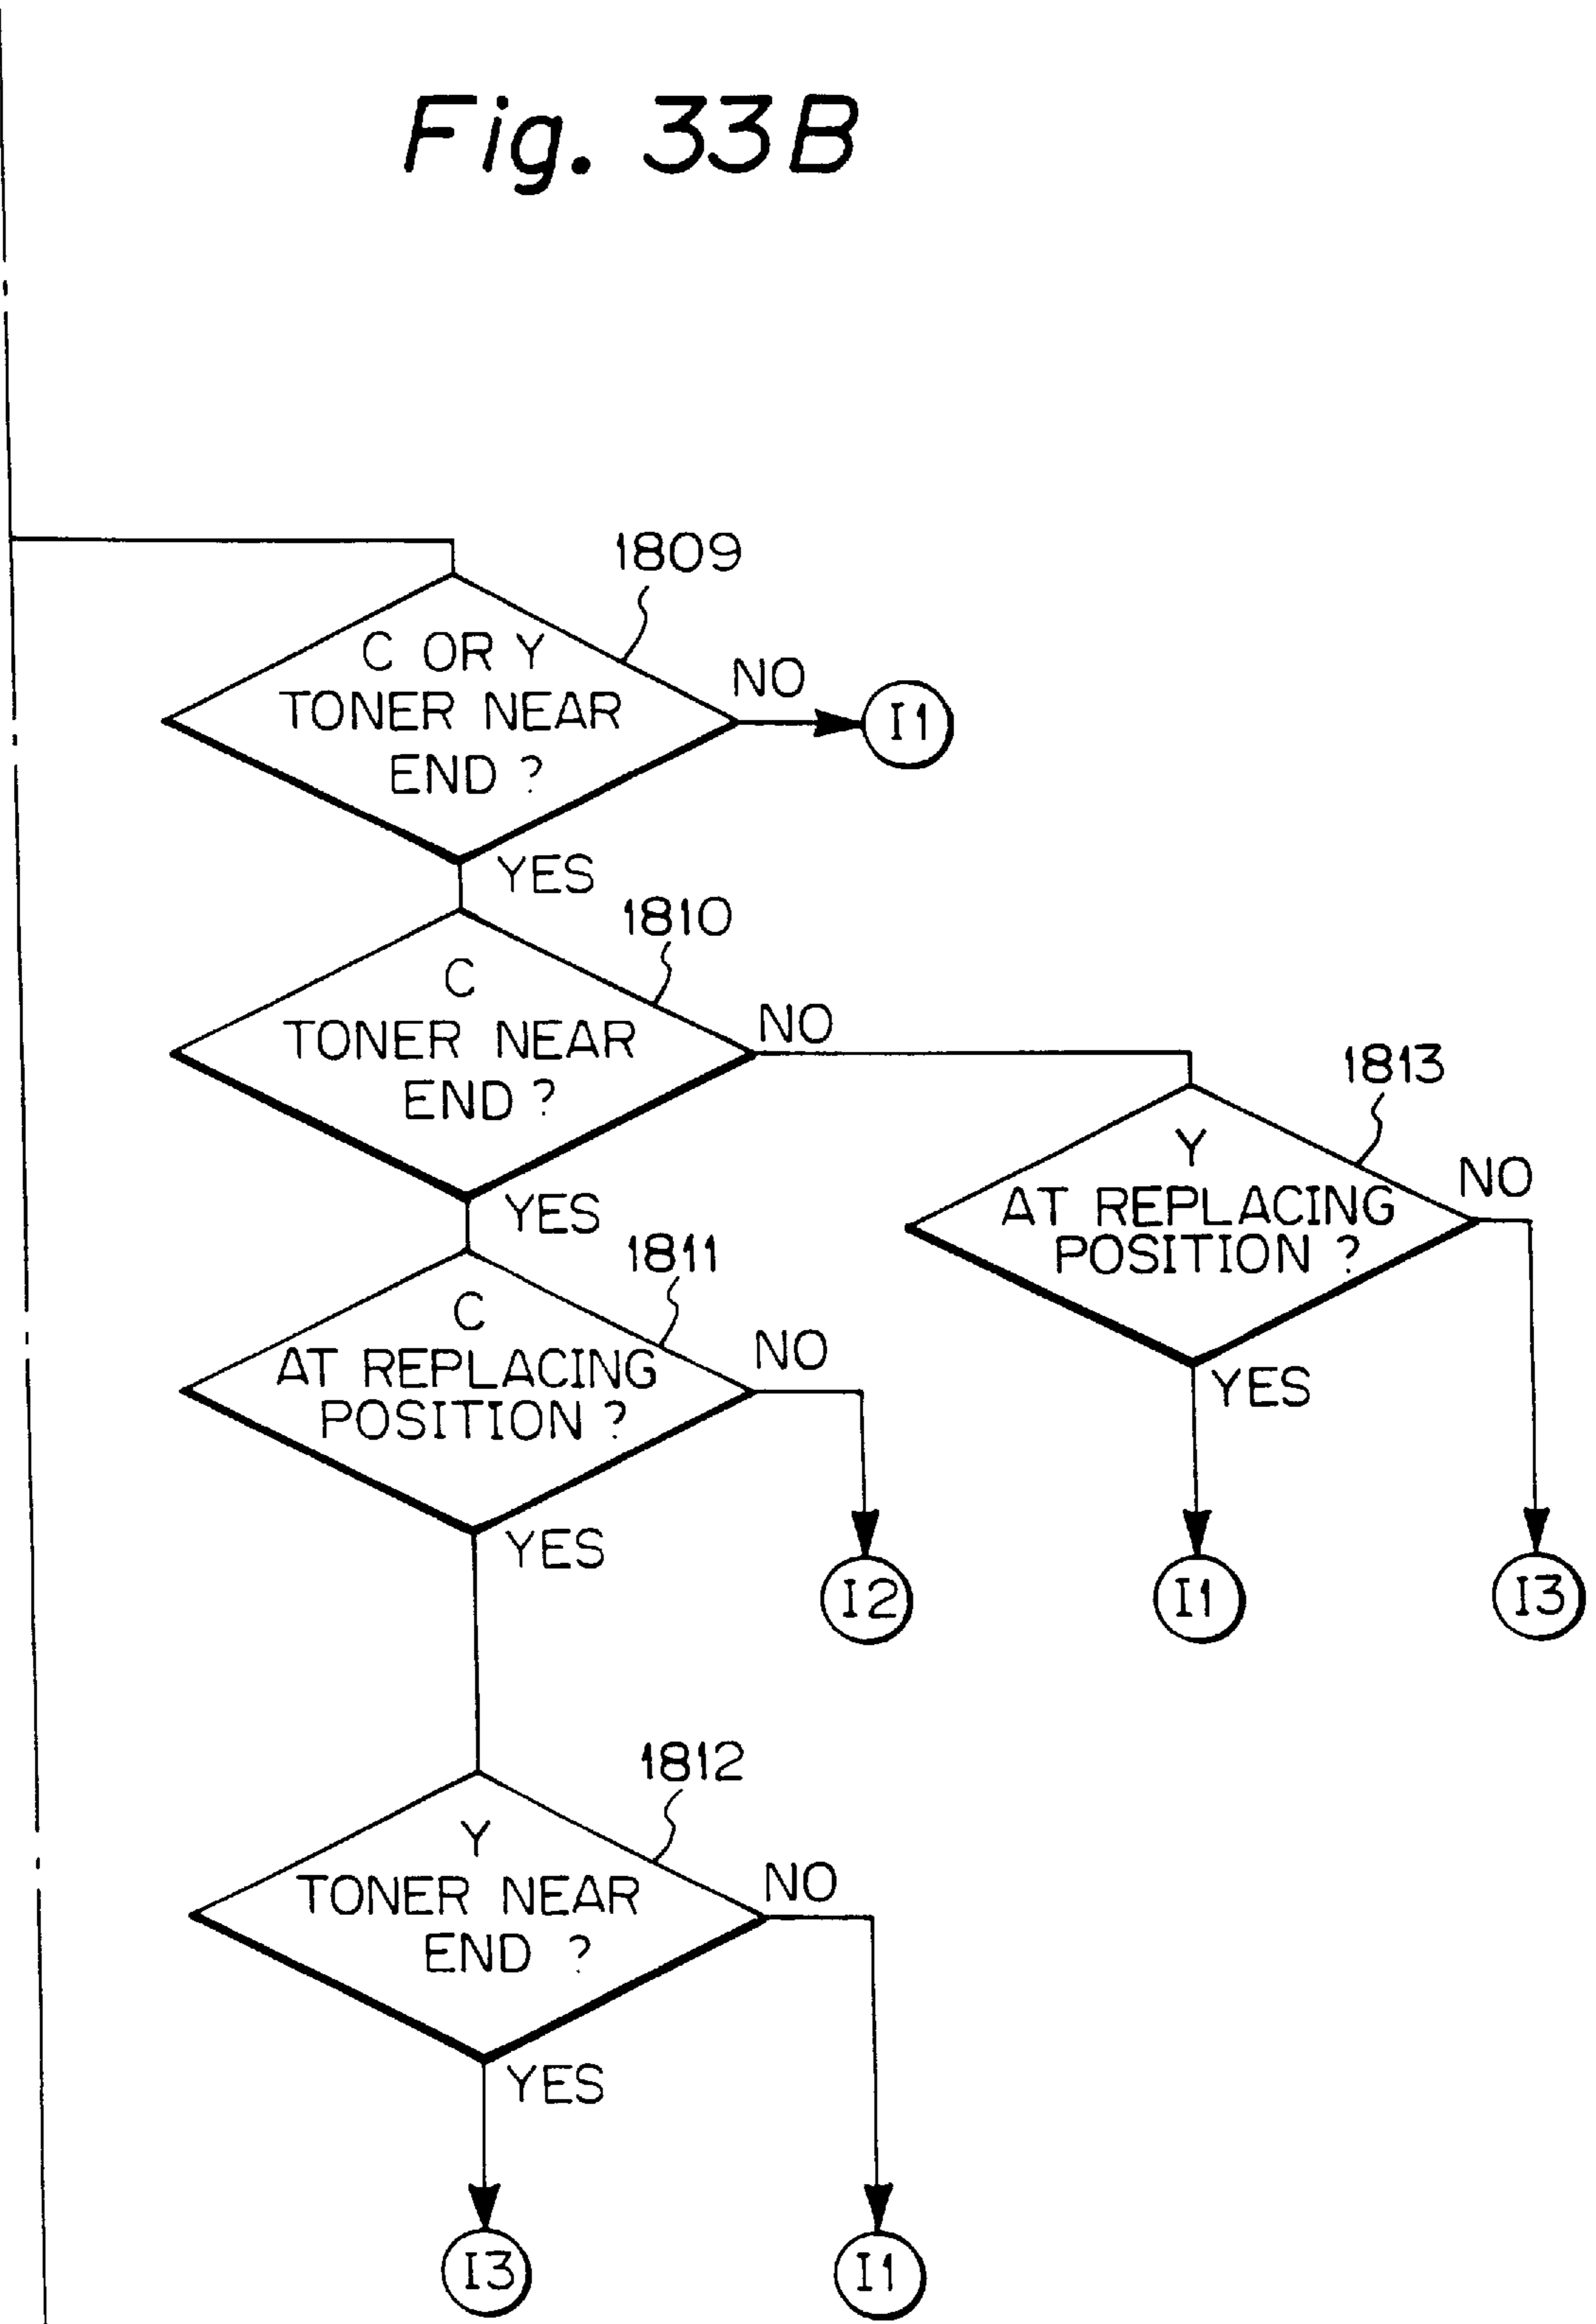 Fig. 33B
1809
C OR Y
TONER NEAR
END ?
NO
I1
YES
1810
C
TONER NEAR
END ?
NO
YES
1813
Y
AT REPLACING
POSITION ?
NO
YES
I1
I3
1811
C
AT REPLACING
POSITION ?
NO
I2
YES
1812
Y
TONER NEAR
END ?
NO
YES
I3
I1